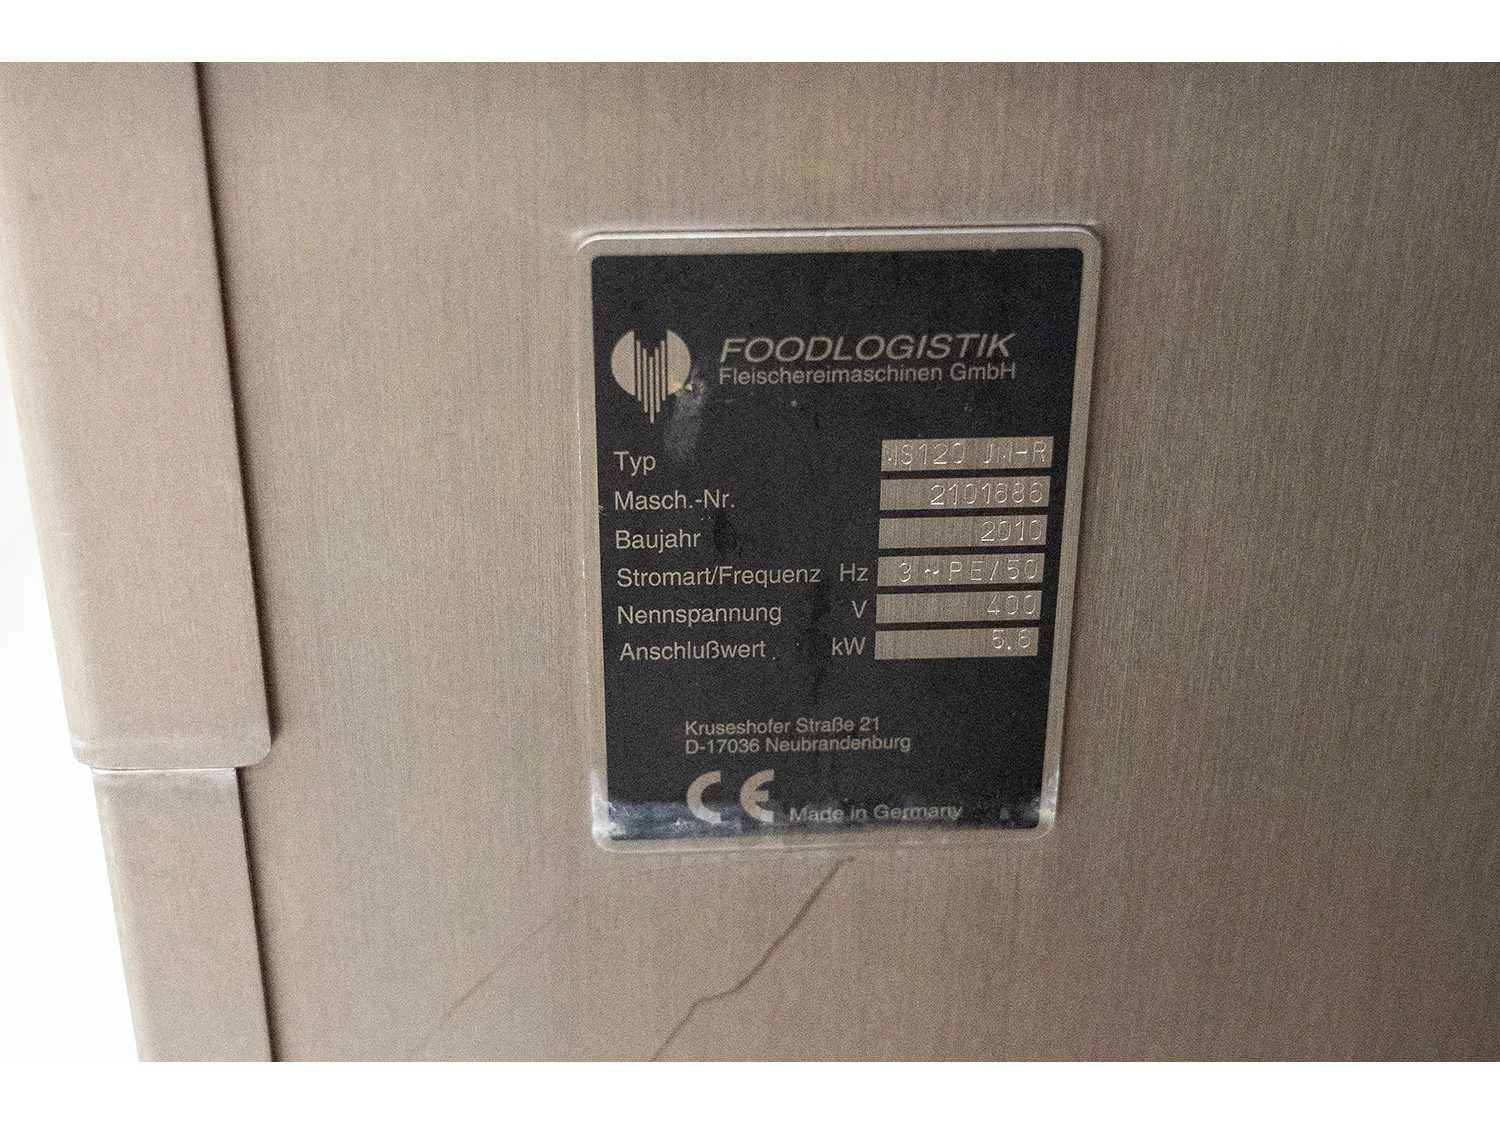 FOODLOGISTIK
Fleischereimaschinen GmbH
Typ MS120 JM-R
Masch.-Nr. 2101686
Baujahr 2010
Stromart/Frequenz Hz 3~PE/50
Nennspannung V 400
Anschlußwert kW 5.6
Kruseshofer Straße 21
D-17036 Neubrandenburg
CE Made in Germany